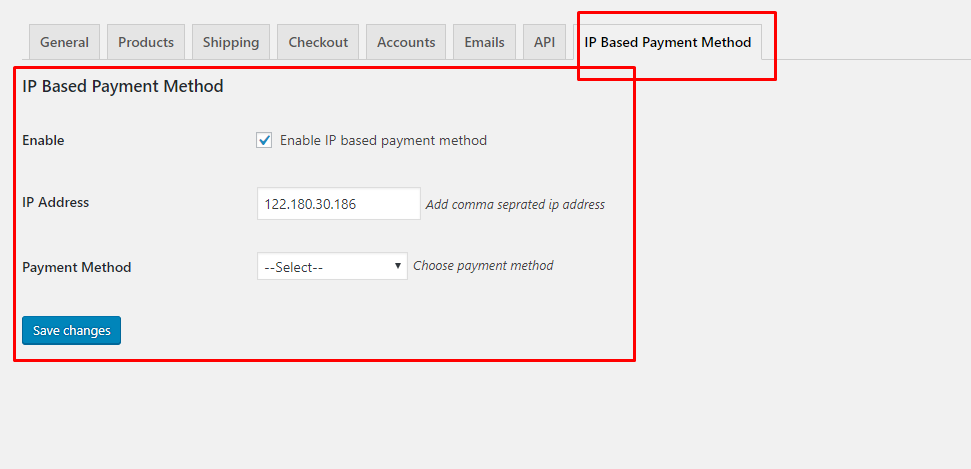 General Products Shipping Checkout Accounts Emails API IP Based Payment Method
IP Based Payment Method
Enable Enable IP based payment method
IP Address 122.180.30.186 Add comma seprated ip address
Payment Method --Select-- Choose payment method
Save changes